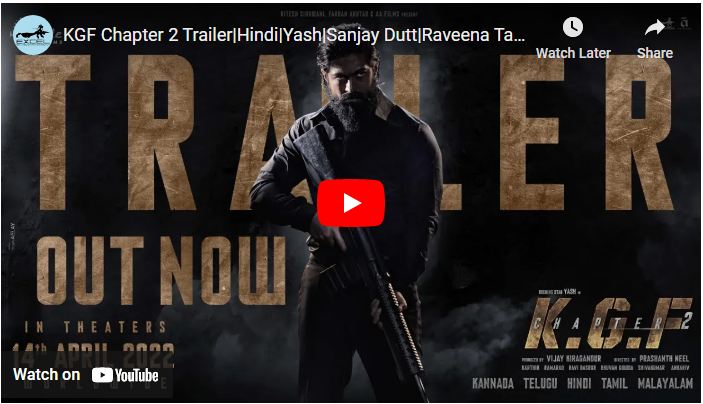 RITESH SIDHWANI, FARHAN AKHTAR & AA FILMS PRESENT
EXCEL
KGF Chapter 2 Trailer|Hindi|Yash|Sanjay Dutt|Raveena Ta...
Watch Later
Share
TRAILER
OUT NOW
IN THEATERS
14th APRIL 2022
ROCKING STAR YASH IN
K.G.F
CHAPTER 2
PRODUCED BY VIJAY KIRAGANDUR DIRECTED BY PRASHANTH NEEL
KANNADA TELUGU HINDI TAMIL MALAYALAM
Watch on YouTube